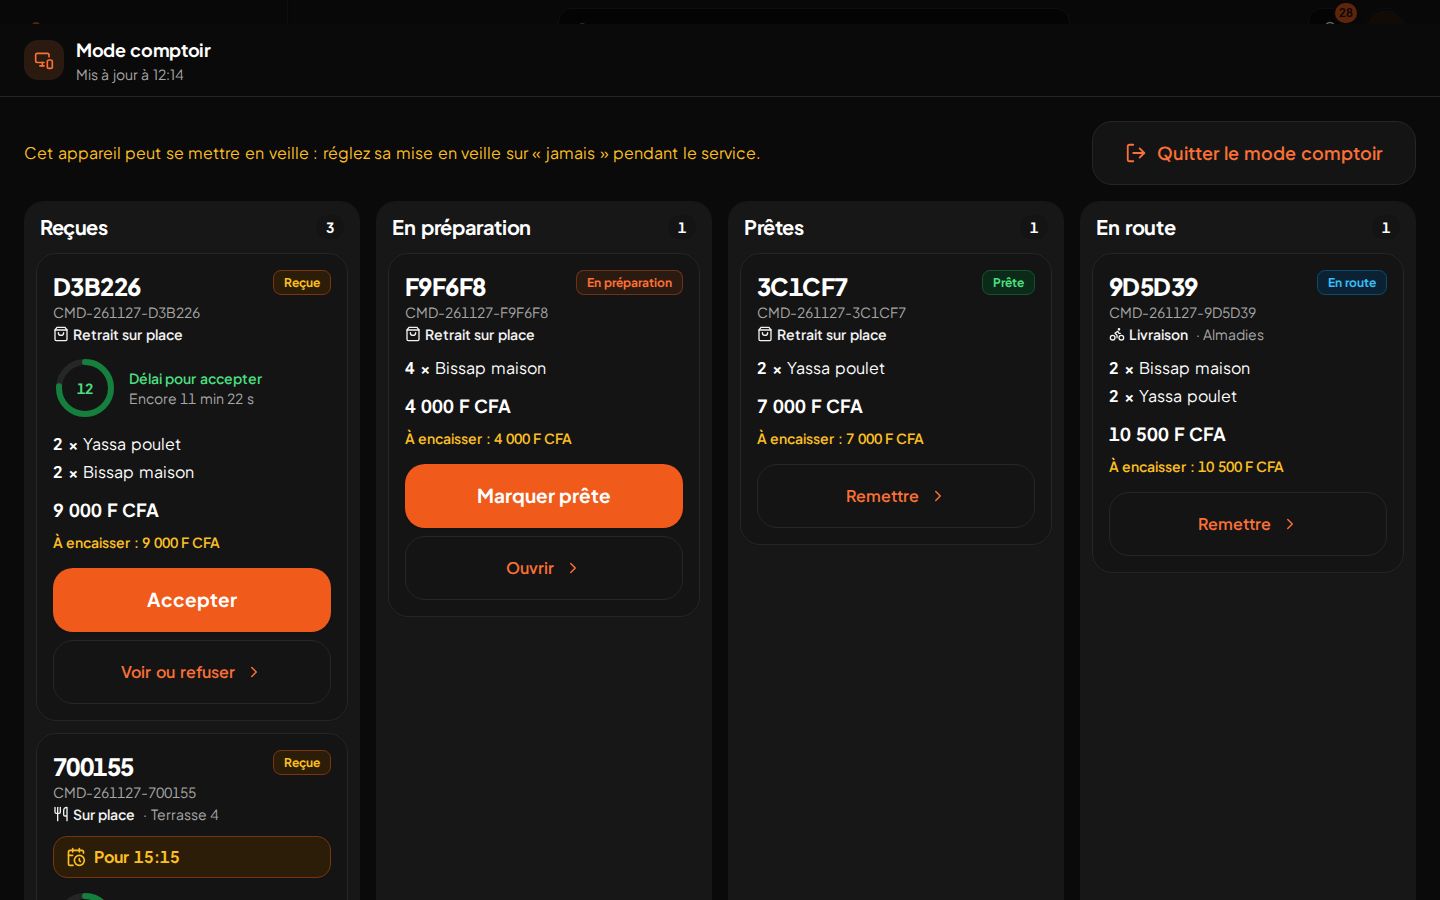 28
Mode comptoir
Mis à jour à 12:14
Cet appareil peut se mettre en veille : réglez sa mise en veille sur « jamais » pendant le service.
Quitter le mode comptoir
Reçues 3
D3B226 Reçue
CMD-261127-D3B226
Retrait sur place
12
Délai pour accepter
Encore 11 min 22 s
2 × Yassa poulet
2 × Bissap maison
9 000 F CFA
À encaisser : 9 000 F CFA
Accepter
Voir ou refuser
700155 Reçue
CMD-261127-700155
Sur place · Terrasse 4
Pour 15:15
En préparation 1
F9F6F8 En préparation
CMD-261127-F9F6F8
Retrait sur place
4 × Bissap maison
4 000 F CFA
À encaisser : 4 000 F CFA
Marquer prête
Ouvrir
Prêtes 1
3C1CF7 Prête
CMD-261127-3C1CF7
Retrait sur place
2 × Yassa poulet
7 000 F CFA
À encaisser : 7 000 F CFA
Remettre
En route 1
9D5D39 En route
CMD-261127-9D5D39
Livraison · Almadies
2 × Bissap maison
2 × Yassa poulet
10 500 F CFA
À encaisser : 10 500 F CFA
Remettre